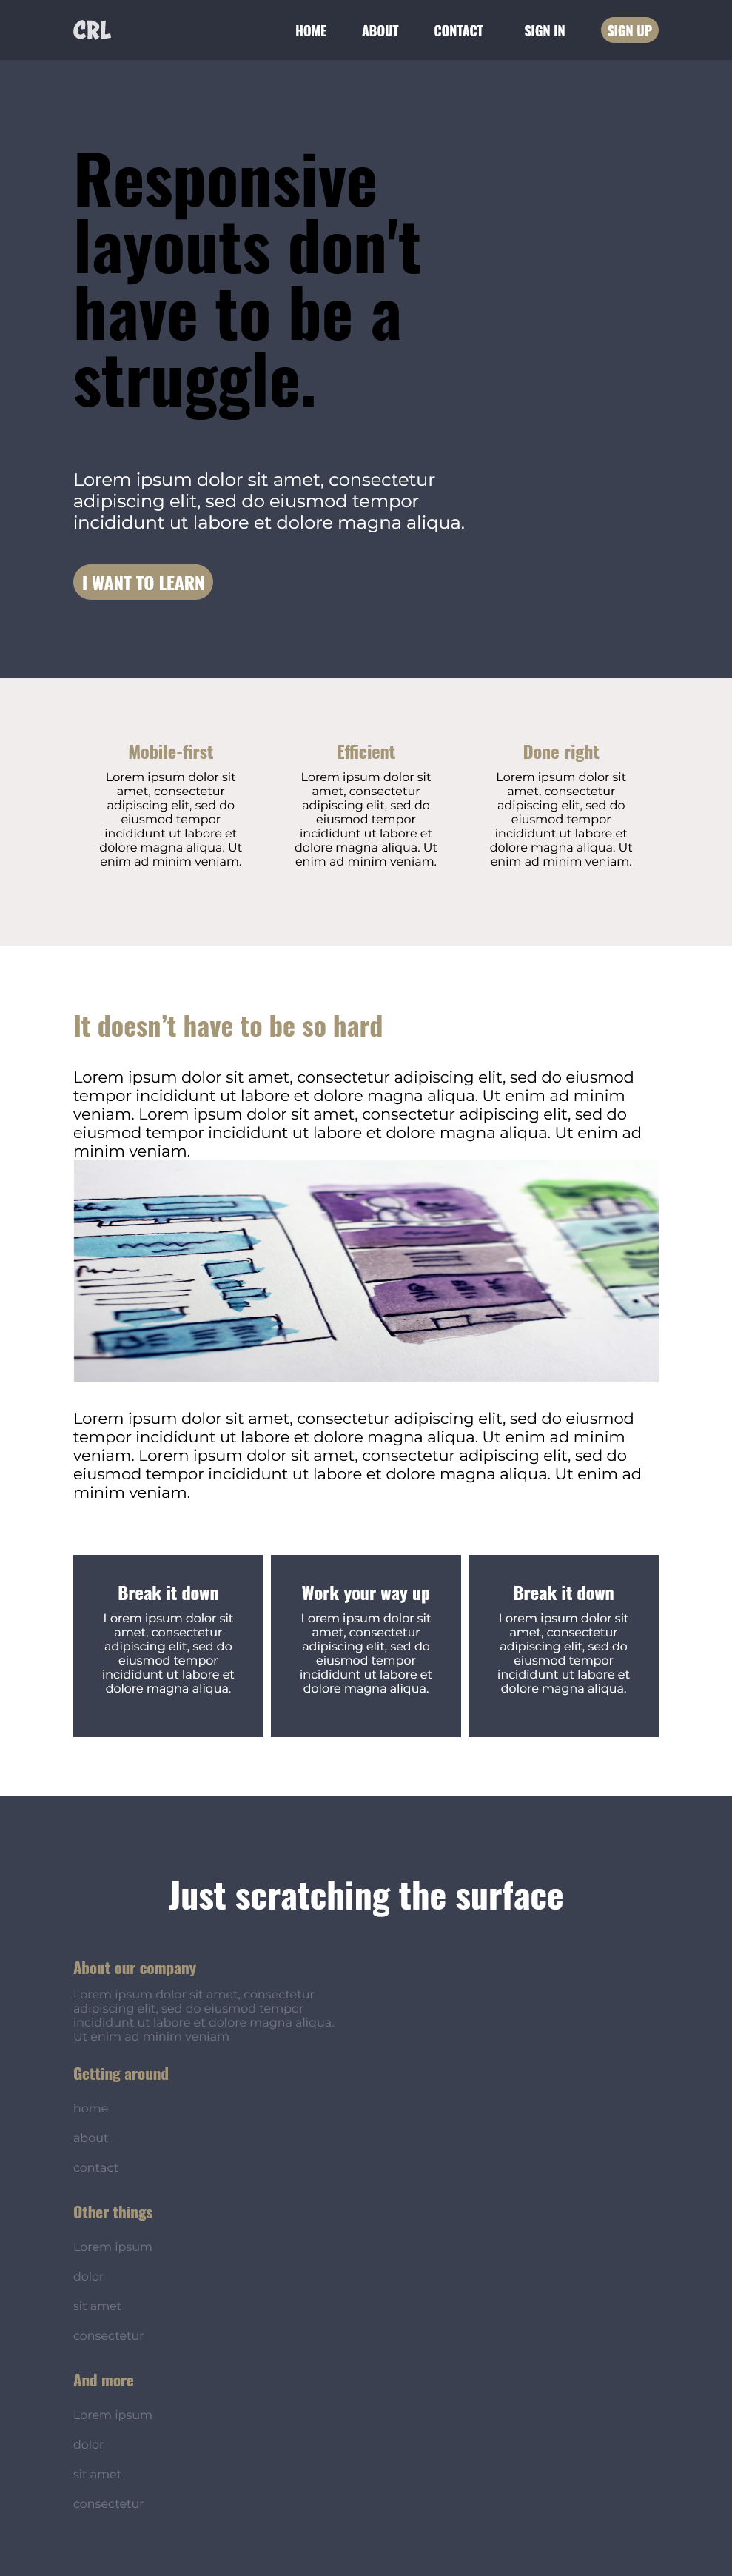 CRL
HOME
ABOUT
CONTACT
SIGN IN
SIGN UP
Responsive
layouts don't
have to be a
struggle.
Lorem ipsum dolor sit amet, consectetur
adipiscing elit, sed do eiusmod tempor
incididunt ut labore et dolore magna aliqua.
I WANT TO LEARN
Mobile-first
Lorem ipsum dolor sit
amet, consectetur
adipiscing elit, sed do
eiusmod tempor
incididunt ut labore et
dolore magna aliqua. Ut
enim ad minim veniam.
Efficient
Lorem ipsum dolor sit
amet, consectetur
adipiscing elit, sed do
eiusmod tempor
incididunt ut labore et
dolore magna aliqua. Ut
enim ad minim veniam.
Done right
Lorem ipsum dolor sit
amet, consectetur
adipiscing elit, sed do
eiusmod tempor
incididunt ut labore et
dolore magna aliqua. Ut
enim ad minim veniam.
It doesn’t have to be so hard
Lorem ipsum dolor sit amet, consectetur adipiscing elit, sed do eiusmod
tempor incididunt ut labore et dolore magna aliqua. Ut enim ad minim
veniam. Lorem ipsum dolor sit amet, consectetur adipiscing elit, sed do
eiusmod tempor incididunt ut labore et dolore magna aliqua. Ut enim ad
minim veniam.
Lorem ipsum dolor sit amet, consectetur adipiscing elit, sed do eiusmod
tempor incididunt ut labore et dolore magna aliqua. Ut enim ad minim
veniam. Lorem ipsum dolor sit amet, consectetur adipiscing elit, sed do
eiusmod tempor incididunt ut labore et dolore magna aliqua. Ut enim ad
minim veniam.
Break it down
Lorem ipsum dolor sit
amet, consectetur
adipiscing elit, sed do
eiusmod tempor
incididunt ut labore et
dolore magna aliqua.
Work your way up
Lorem ipsum dolor sit
amet, consectetur
adipiscing elit, sed do
eiusmod tempor
incididunt ut labore et
dolore magna aliqua.
Break it down
Lorem ipsum dolor sit
amet, consectetur
adipiscing elit, sed do
eiusmod tempor
incididunt ut labore et
dolore magna aliqua.
Just scratching the surface
About our company
Lorem ipsum dolor sit amet, consectetur
adipiscing elit, sed do eiusmod tempor
incididunt ut labore et dolore magna aliqua.
Ut enim ad minim veniam
Getting around
home
about
contact
Other things
Lorem ipsum
dolor
sit amet
consectetur
And more
Lorem ipsum
dolor
sit amet
consectetur